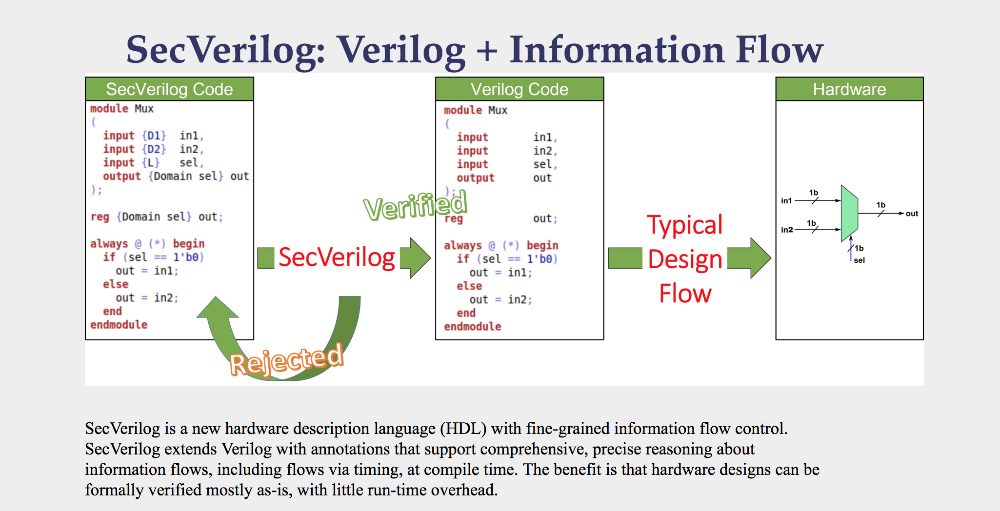 SecVerilog: Verilog + Information Flow
SecVerilog Code
module Mux
(
input {D1} in1,
input {D2} in2,
input {L} sel,
output {Domain sel} out
);
reg {Domain sel} out;
always @ (*) begin
if (sel == 1'b0)
out = in1;
else
out = in2;
end
endmodule
SecVerilog
Verified
Rejected
Verilog Code
module Mux
(
input in1,
input in2,
input sel,
output out
);
reg out;
always @ (*) begin
if (sel == 1'b0)
out = in1;
else
out = in2;
end
endmodule
Typical
Design
Flow
Hardware
in1
1b
in2
1b
1b
out
1b
sel
SecVerilog is a new hardware description language (HDL) with fine-grained information flow control.
SecVerilog extends Verilog with annotations that support comprehensive, precise reasoning about
information flows, including flows via timing, at compile time. The benefit is that hardware designs can be
formally verified mostly as-is, with little run-time overhead.